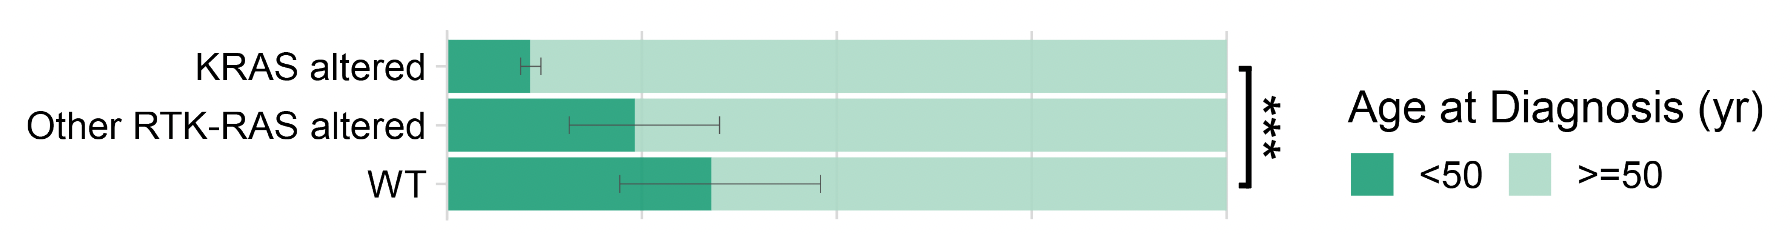 KRAS altered
Other RTK-RAS altered
WT
***
Age at Diagnosis (yr)
<50 >=50